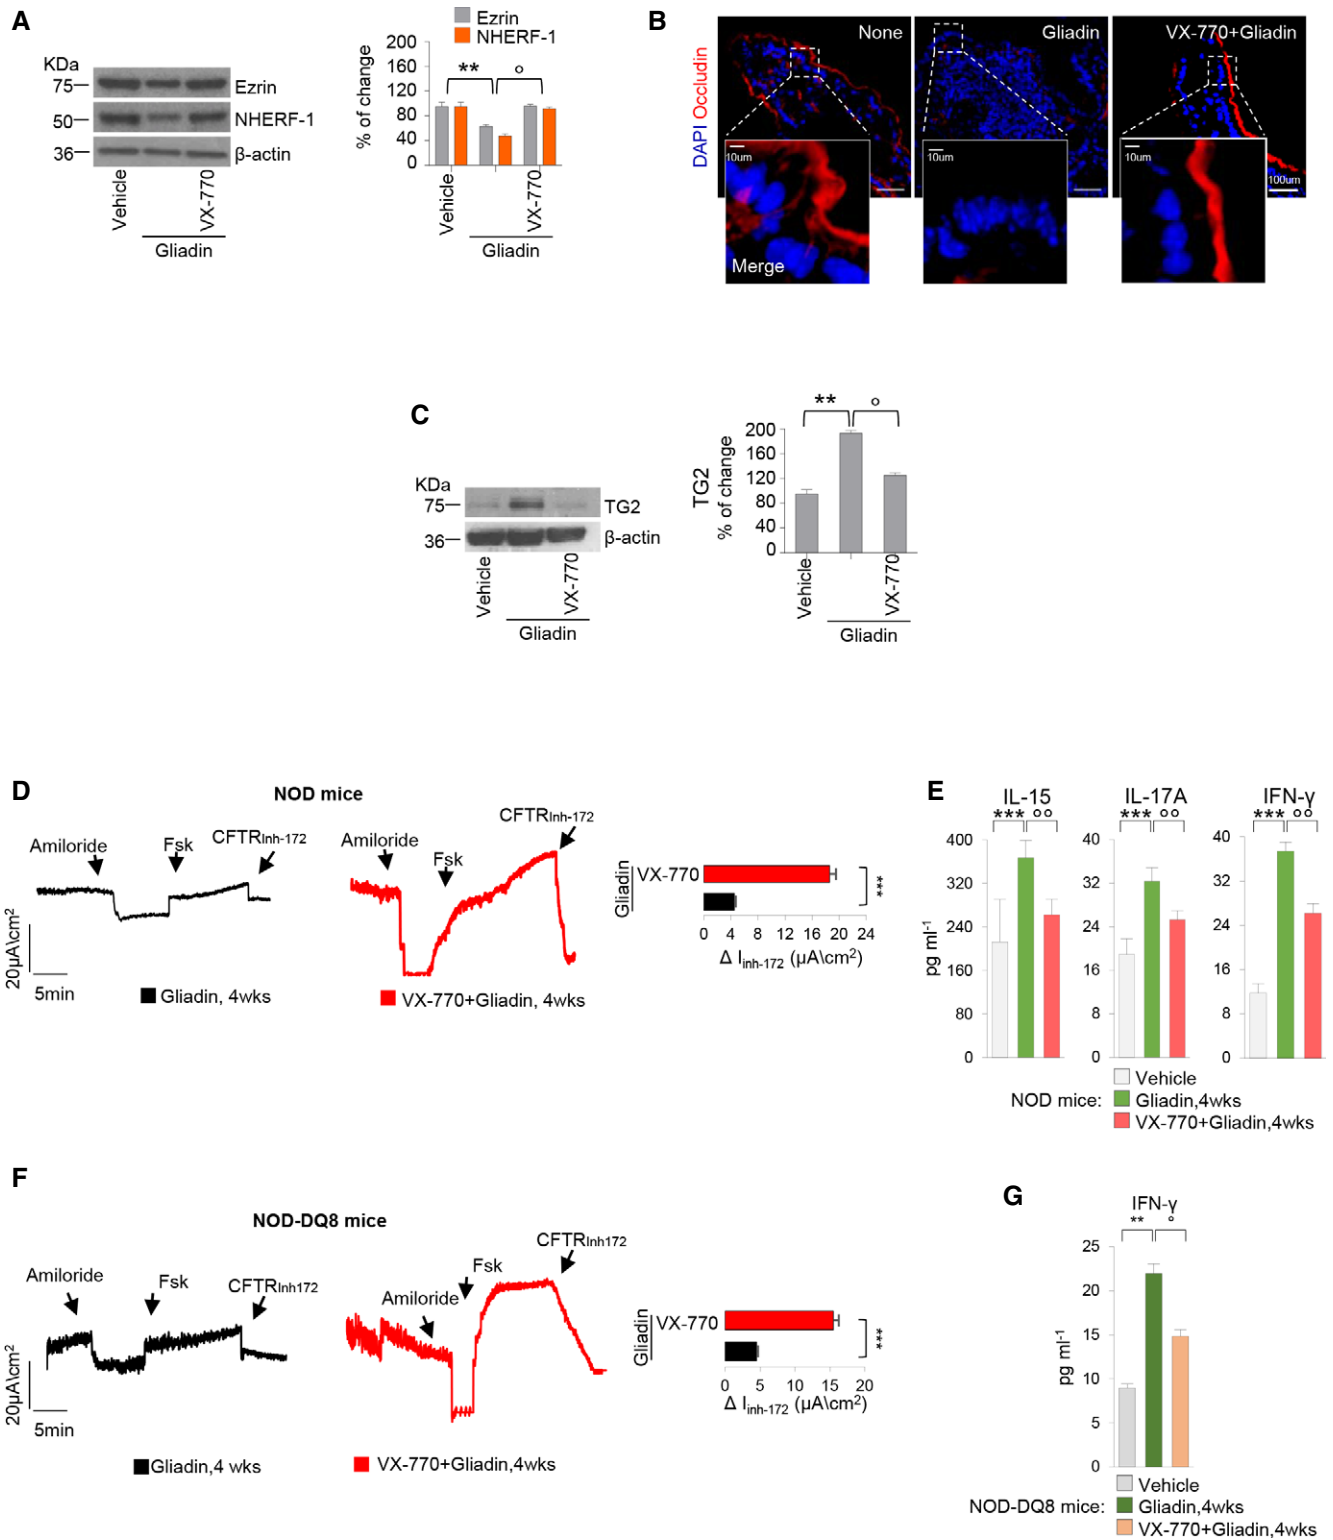 A
Ezrin
NHERF-1
KDa
75
50
36
Ezrin
NHERF-1
β-actin
Vehicle
VX-770
Gliadin
% of change
200
160
120
80
40
0
**
°
Vehicle
VX-770
Gliadin
B
DAPI Occludin
None
Gliadin
VX-770+Gliadin
10um
10um
10um
100um
Merge
C
KDa
75
36
TG2
β-actin
Vehicle
VX-770
Gliadin
TG2
% of change
200
160
120
80
40
0
**
°
Vehicle
VX-770
Gliadin
D
NOD mice
Amiloride
Fsk
CFTRInh-172
20µA\cm2
5min
Gliadin, 4wks
Amiloride
Fsk
CFTRInh-172
VX-770+Gliadin, 4wks
Gliadin
VX-770
***
0 4 8 12 16 20 24
Δ Iinh-172 (µA\cm2)
E
IL-15
*** °°
pg ml-1
400
320
240
160
80
0
IL-17A
*** °°
40
32
24
16
8
0
IFN-γ
*** °°
40
32
24
16
8
0
NOD mice:
Vehicle
Gliadin,4wks
VX-770+Gliadin,4wks
F
NOD-DQ8 mice
Amiloride
Fsk
CFTRInh172
20µA\cm2
5min
Gliadin,4 wks
Amiloride
Fsk
CFTRInh172
VX-770+Gliadin,4wks
Gliadin
VX-770
***
0 5 10 15 20
Δ Iinh-172 (µA\cm2)
G
IFN-γ
** °
pg ml-1
25
20
15
10
5
0
NOD-DQ8 mice:
Vehicle
Gliadin,4wks
VX-770+Gliadin,4wks